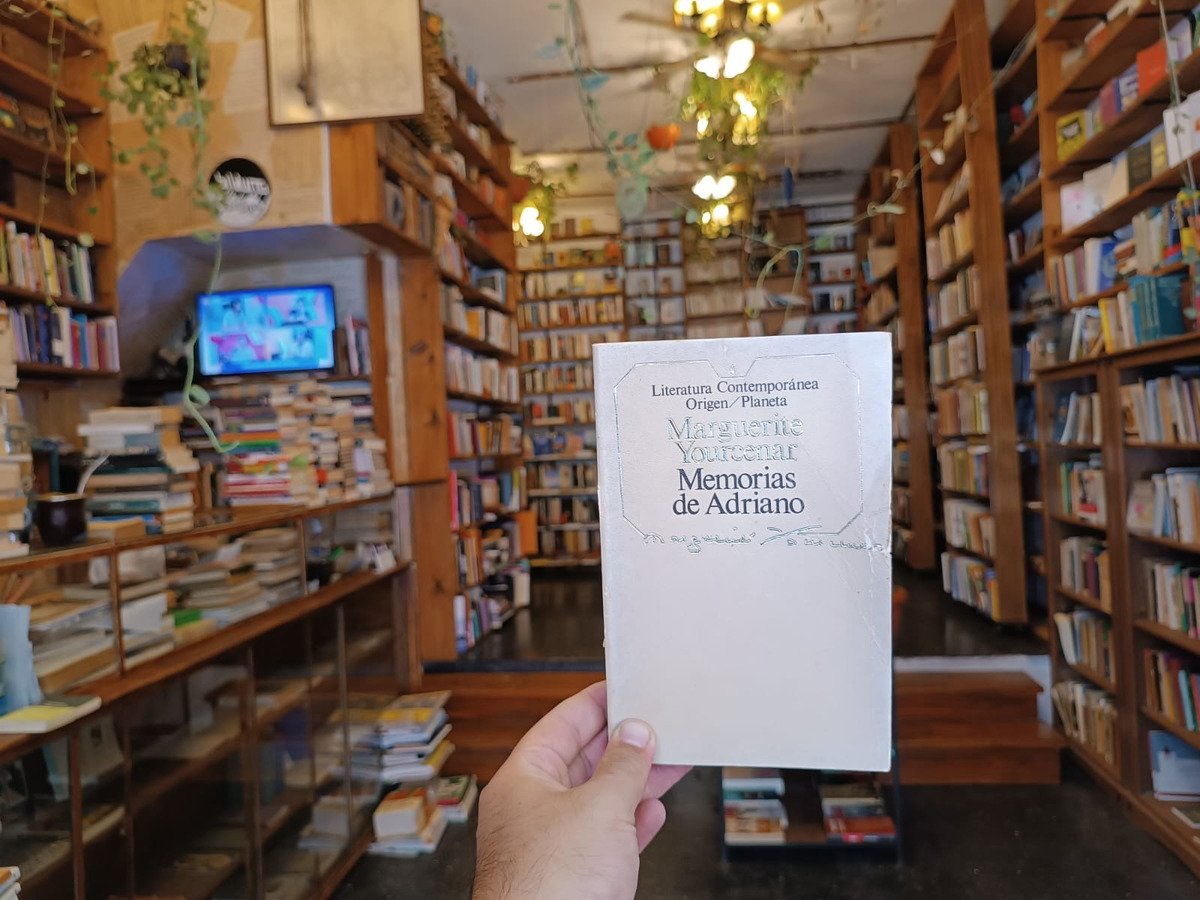 Literatura Contemporánea
Origen/Planeta
Marguerite
Yourcenar
Memorias
de Adriano